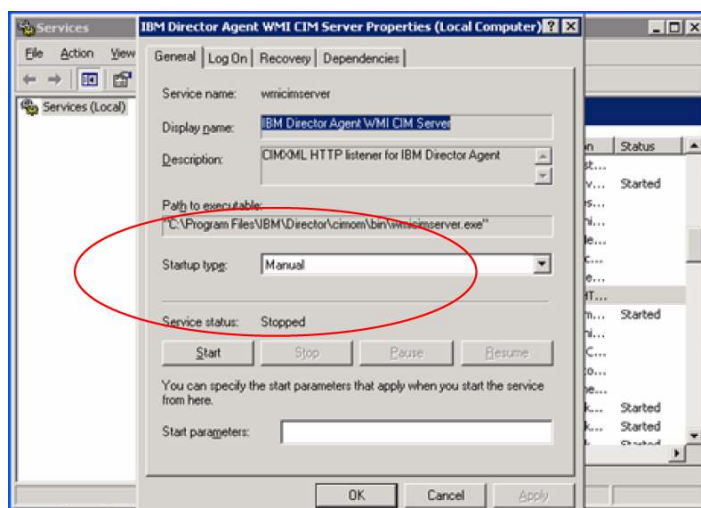 Services
IBM Director Agent WMI CIM Server Properties (Local Computer)
File Action View
General Log On Recovery Dependencies
Services (Local)
Service name: wmicimserver
Display name: IBM Director Agent WMI CIM Server
Description: CIMXML HTTP listener for IBM Director Agent
Path to executable:
"C:\Program Files\IBM\Director\cimom\bin\wmicimserver.exe"
Startup type: Manual
Service status: Stopped
Start Stop Pause Resume
You can specify the start parameters that apply when you start the service
from here.
Start parameters:
OK Cancel Apply
Status
Started
Started
Started
Started
Started